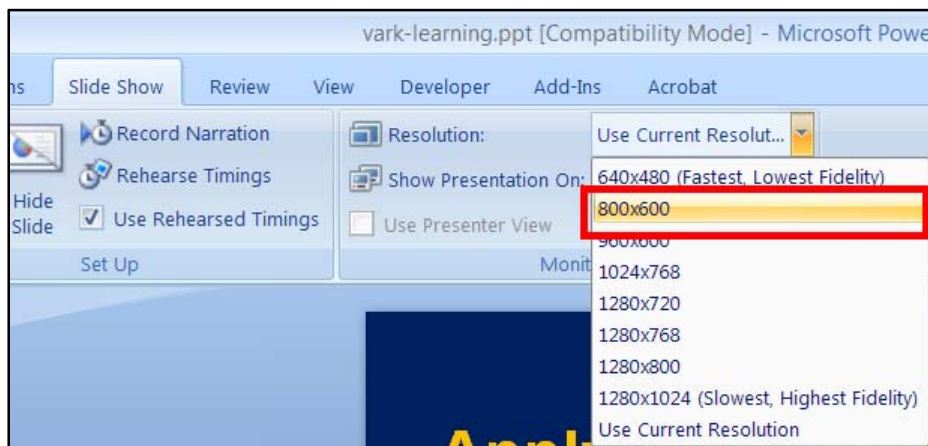 vark-learning.ppt [Compatibility Mode] - Microsoft Powe
ns Slide Show Review View Developer Add-Ins Acrobat
Record Narration
Rehearse Timings
Use Rehearsed Timings
Hide
Slide
Set Up
Resolution: Use Current Resolut...
Show Presentation On:
Use Presenter View
Monit
640x480 (Fastest, Lowest Fidelity)
800x600
960x600
1024x768
1280x720
1280x768
1280x800
1280x1024 (Slowest, Highest Fidelity)
Use Current Resolution